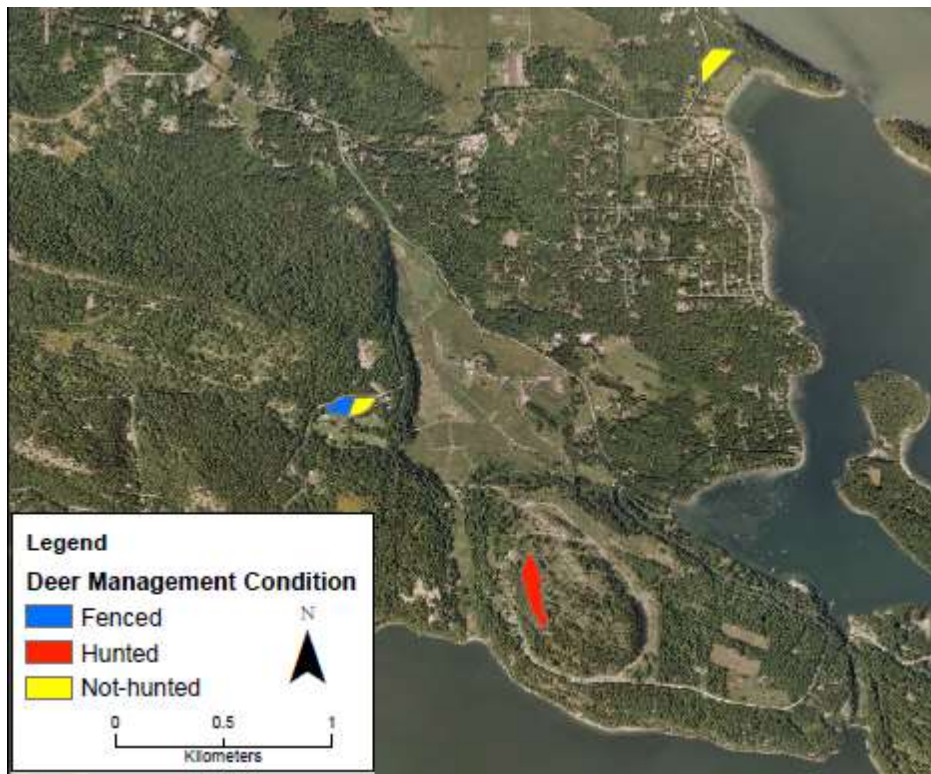 Legend
Deer Management Condition
Fenced
Hunted
Not-hunted
N
0 0.5 1
Kilometers